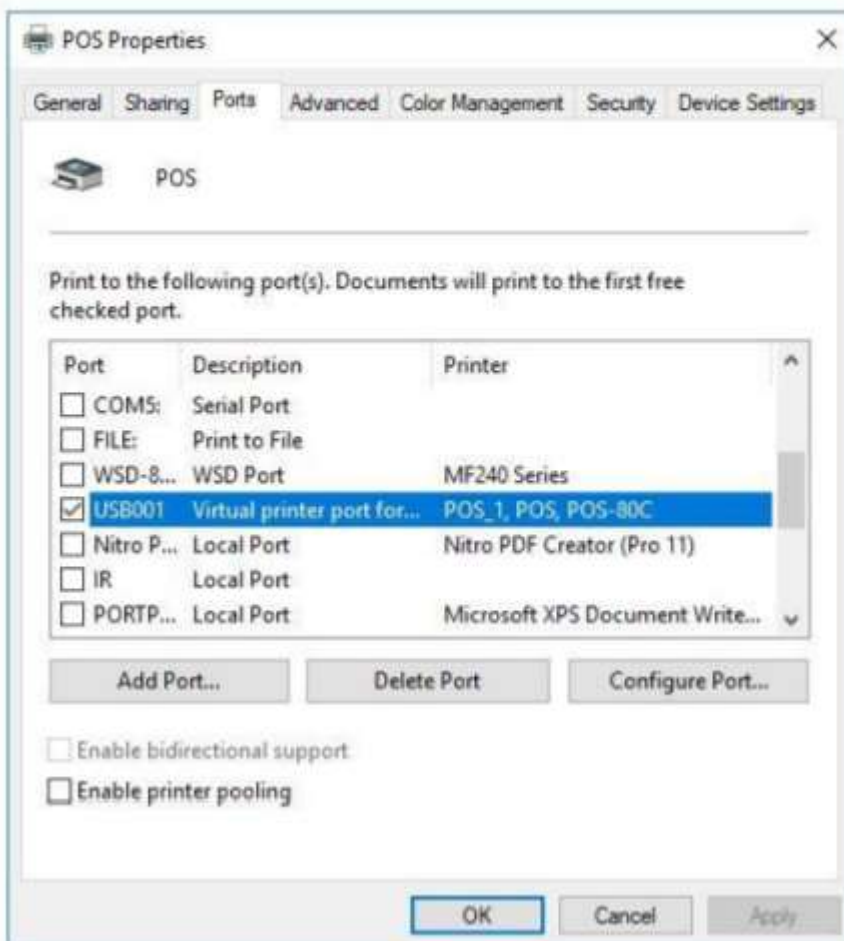 POS Properties
General Sharing Ports Advanced Color Management Security Device Settings
POS
Print to the following port(s). Documents will print to the first free
checked port.
Port Description Printer
COM5: Serial Port
FILE: Print to File
WSD-8... WSD Port MF240 Series
USB001 Virtual printer port for... POS_1, POS, POS-80C
Nitro P... Local Port Nitro PDF Creator (Pro 11)
IR Local Port
PORTP... Local Port Microsoft XPS Document Write...
Add Port... Delete Port Configure Port...
Enable bidirectional support
Enable printer pooling
OK Cancel Apply